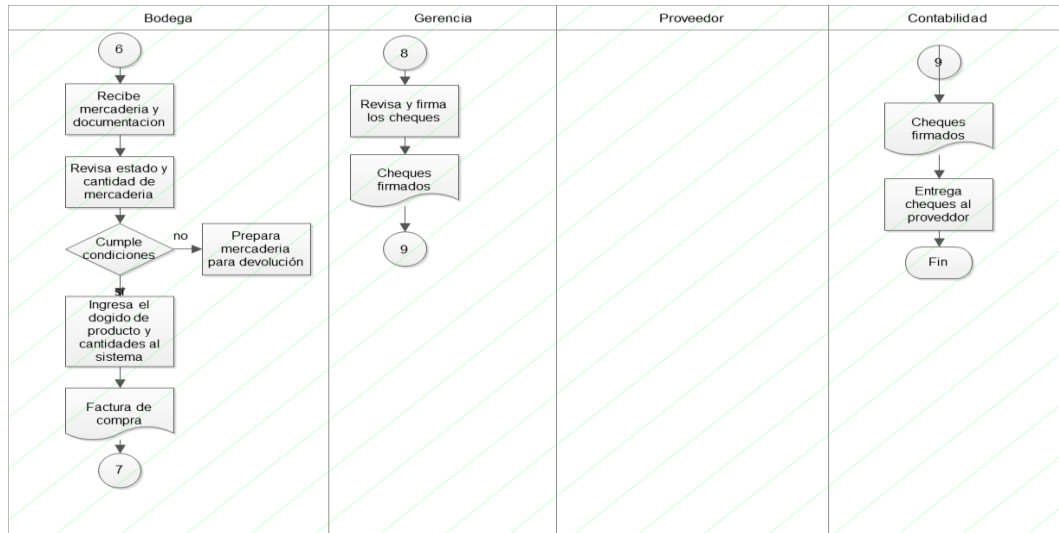 Bodega
Gerencia
Proveedor
Contabilidad
6
Recibe
mercaderia y
documentacion
Revisa estado y
cantidad de
mercaderia
Cumple
condiciones
no
Prepara
mercaderia
para devolución
si
Ingresa el
dogido de
producto y
cantidades al
sistema
Factura de
compra
7
8
Revisa y firma
los cheques
Cheques
firmados
9
9
Cheques
firmados
Entrega
cheques al
proveddor
Fin